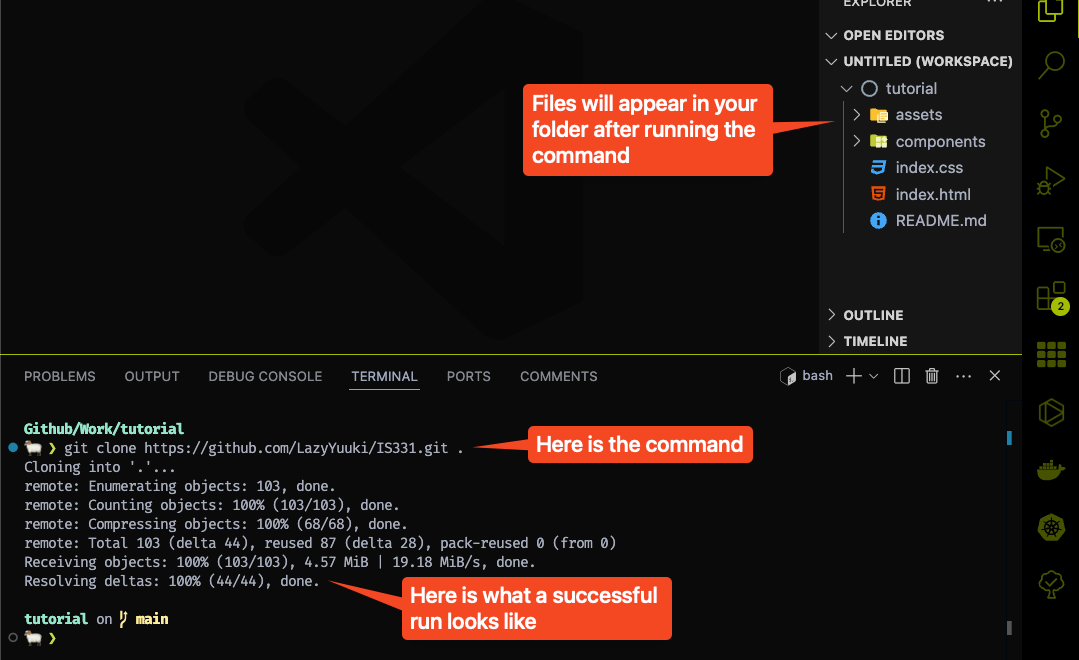 EXPLORER
OPEN EDITORS
UNTITLED (WORKSPACE)
tutorial
assets
components
index.css
index.html
README.md
OUTLINE
TIMELINE
Files will appear in your
folder after running the
command
2
PROBLEMS OUTPUT DEBUG CONSOLE TERMINAL PORTS COMMENTS bash
Github/Work/tutorial
❯ git clone https://github.com/LazyYuuki/IS331.git .
Here is the command
Cloning into '.'...
remote: Enumerating objects: 103, done.
remote: Counting objects: 100% (103/103), done.
remote: Compressing objects: 100% (68/68), done.
remote: Total 103 (delta 44), reused 87 (delta 28), pack-reused 0 (from 0)
Receiving objects: 100% (103/103), 4.57 MiB | 19.18 MiB/s, done.
Resolving deltas: 100% (44/44), done.
Here is what a successful
run looks like
tutorial on main
❯